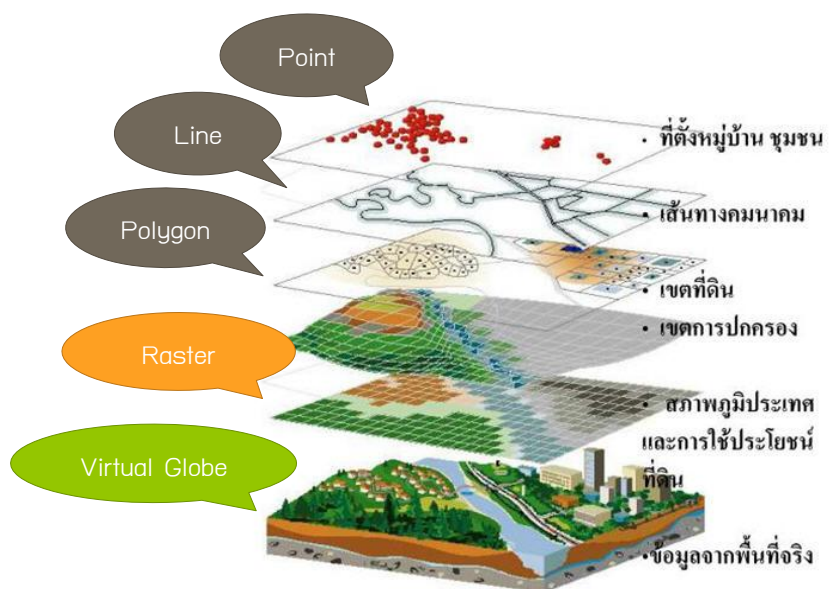 Point
Line
Polygon
Raster
Virtual Globe
• ที่ตั้งหมู่บ้าน ชุมชน
• เส้นทางคมนาคม
• เขตที่ดิน
• เขตการปกครอง
• สภาพภูมิประเทศ
และการใช้ประโยชน์
ที่ดิน
•ข้อมูลจากพื้นที่จริง